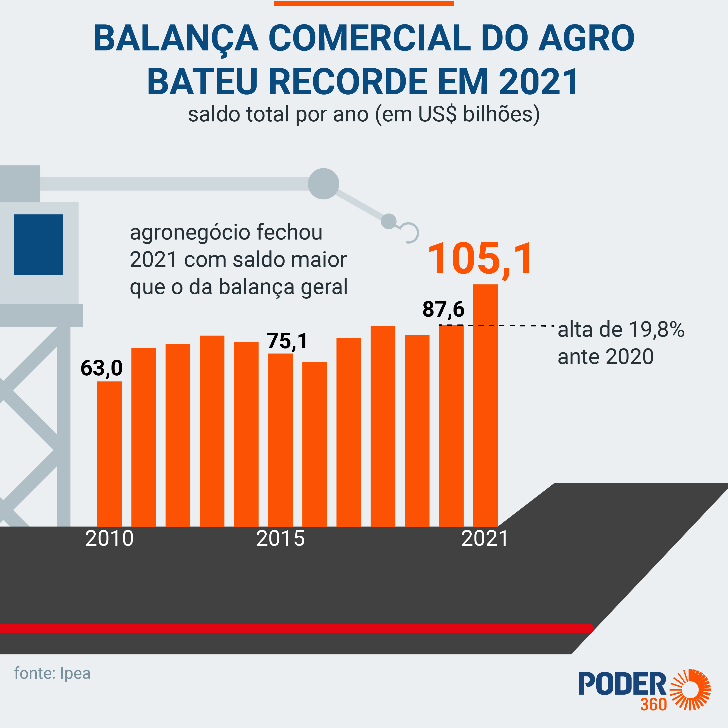 BALANÇA COMERCIAL DO AGRO
BATEU RECORDE EM 2021
saldo total por ano (em US$ bilhões)
agronegócio fechou
2021 com saldo maior
que o da balança geral
105,1
87,6
alta de 19,8%
ante 2020
75,1
63,0
2010
2015
2021
fonte: Ipea
PODER
360